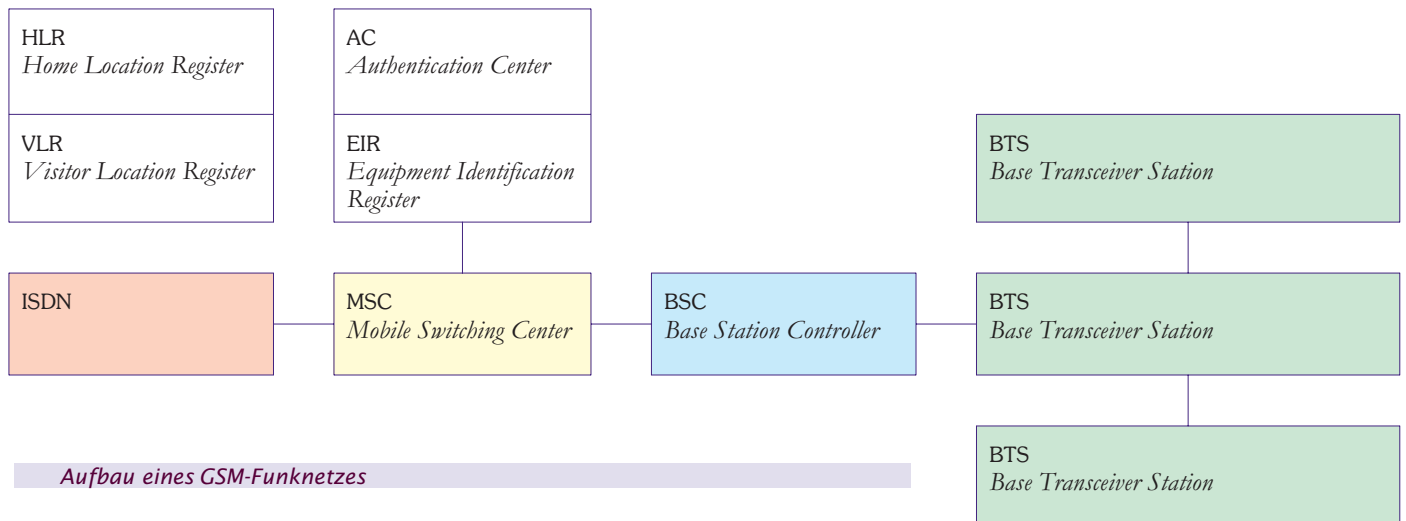 HLR
Home Location Register
AC
Authentication Center
VLR
Visitor Location Register
EIR
Equipment Identification
Register
BTS
Base Transceiver Station
ISDN
MSC
Mobile Switching Center
BSC
Base Station Controller
BTS
Base Transceiver Station
Aufbau eines GSM-Funknetzes
BTS
Base Transceiver Station